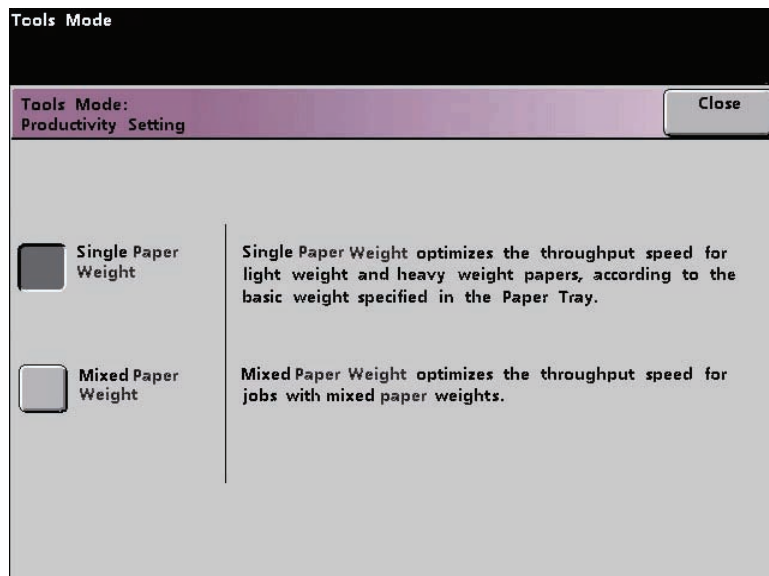 Tools Mode
Tools Mode:
Productivity Setting
Close
Single Paper
Weight
Single Paper Weight optimizes the throughput speed for
light weight and heavy weight papers, according to the
basic weight specified in the Paper Tray.
Mixed Paper
Weight
Mixed Paper Weight optimizes the throughput speed for
jobs with mixed paper weights.